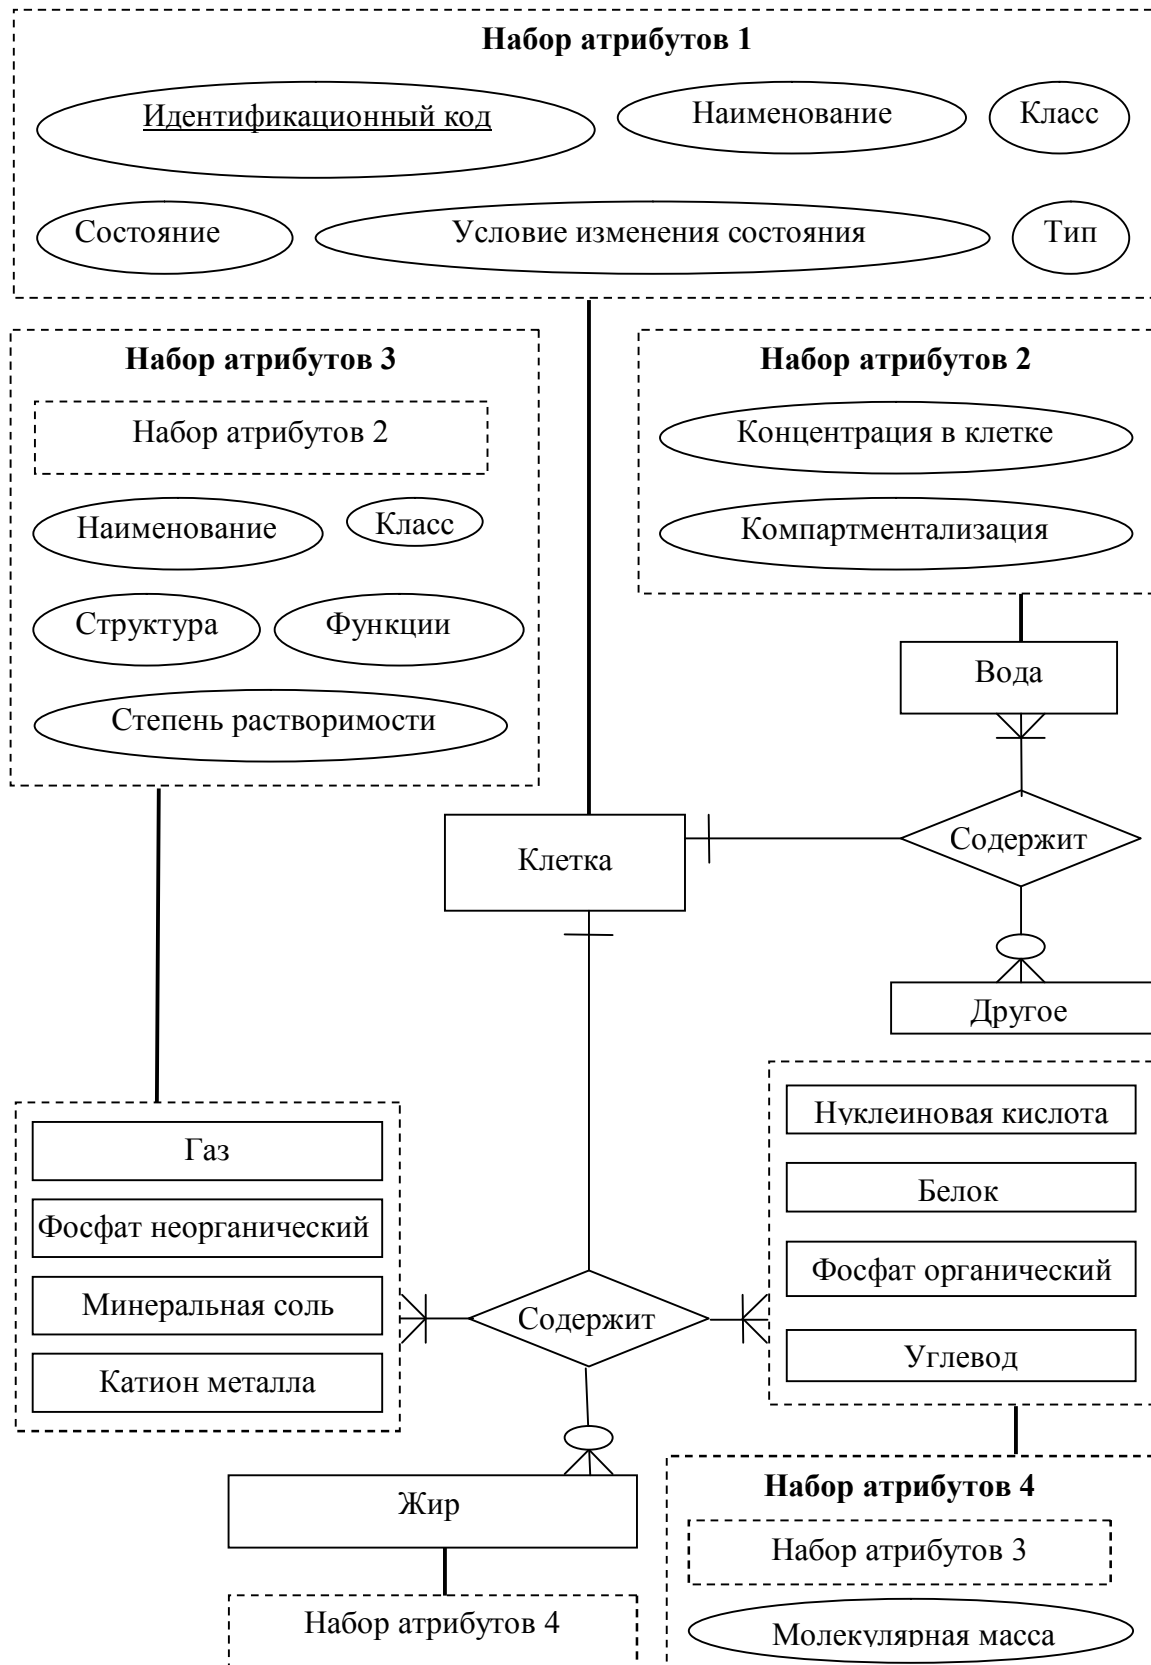 Набор атрибутов 1
Идентификационный код
Наименование
Класс
Состояние
Условие изменения состояния
Тип
Набор атрибутов 3
Набор атрибутов 2
Наименование
Класс
Структура
Функции
Степень растворимости
Набор атрибутов 2
Концентрация в клетке
Компартментализация
Вода
Содержит
Клетка
Другое
Газ
Фосфат неорганический
Минеральная соль
Катион металла
Содержит
Нуклеиновая кислота
Белок
Фосфат органический
Углевод
Жир
Набор атрибутов 4
Набор атрибутов 4
Набор атрибутов 3
Молекулярная масса